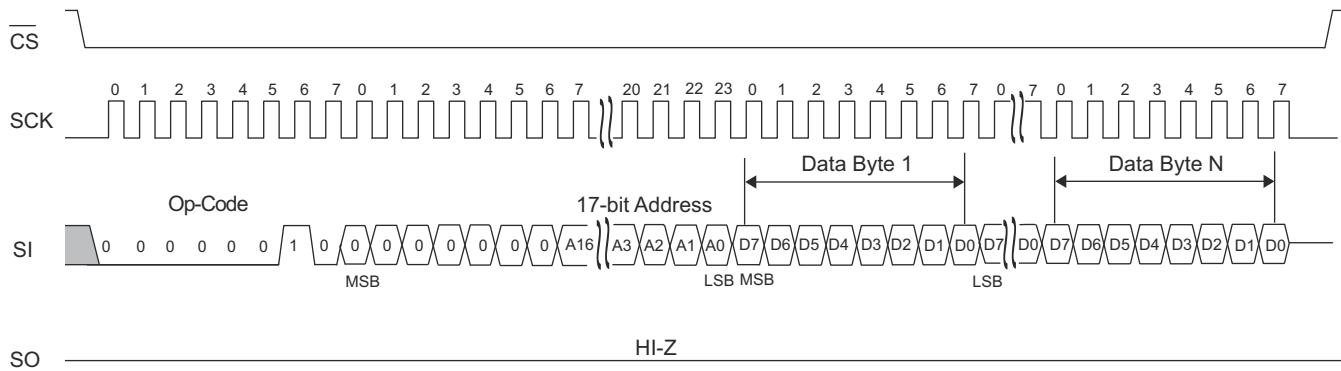 CS
0 1 2 3 4 5 6 7 0 1 2 3 4 5 6 7 20 21 22 23 0 1 2 3 4 5 6 7 0 7 0 1 2 3 4 5 6 7
SCK
Data Byte 1 Data Byte N
Op-Code 17-bit Address
SI 0 0 0 0 0 0 1 0 0 0 0 0 0 0 0 A16 A3 A2 A1 A0 D7 D6 D5 D4 D3 D2 D1 D0 D7 D0 D7 D6 D5 D4 D3 D2 D1 D0
MSB LSB MSB LSB
HI-Z
SO